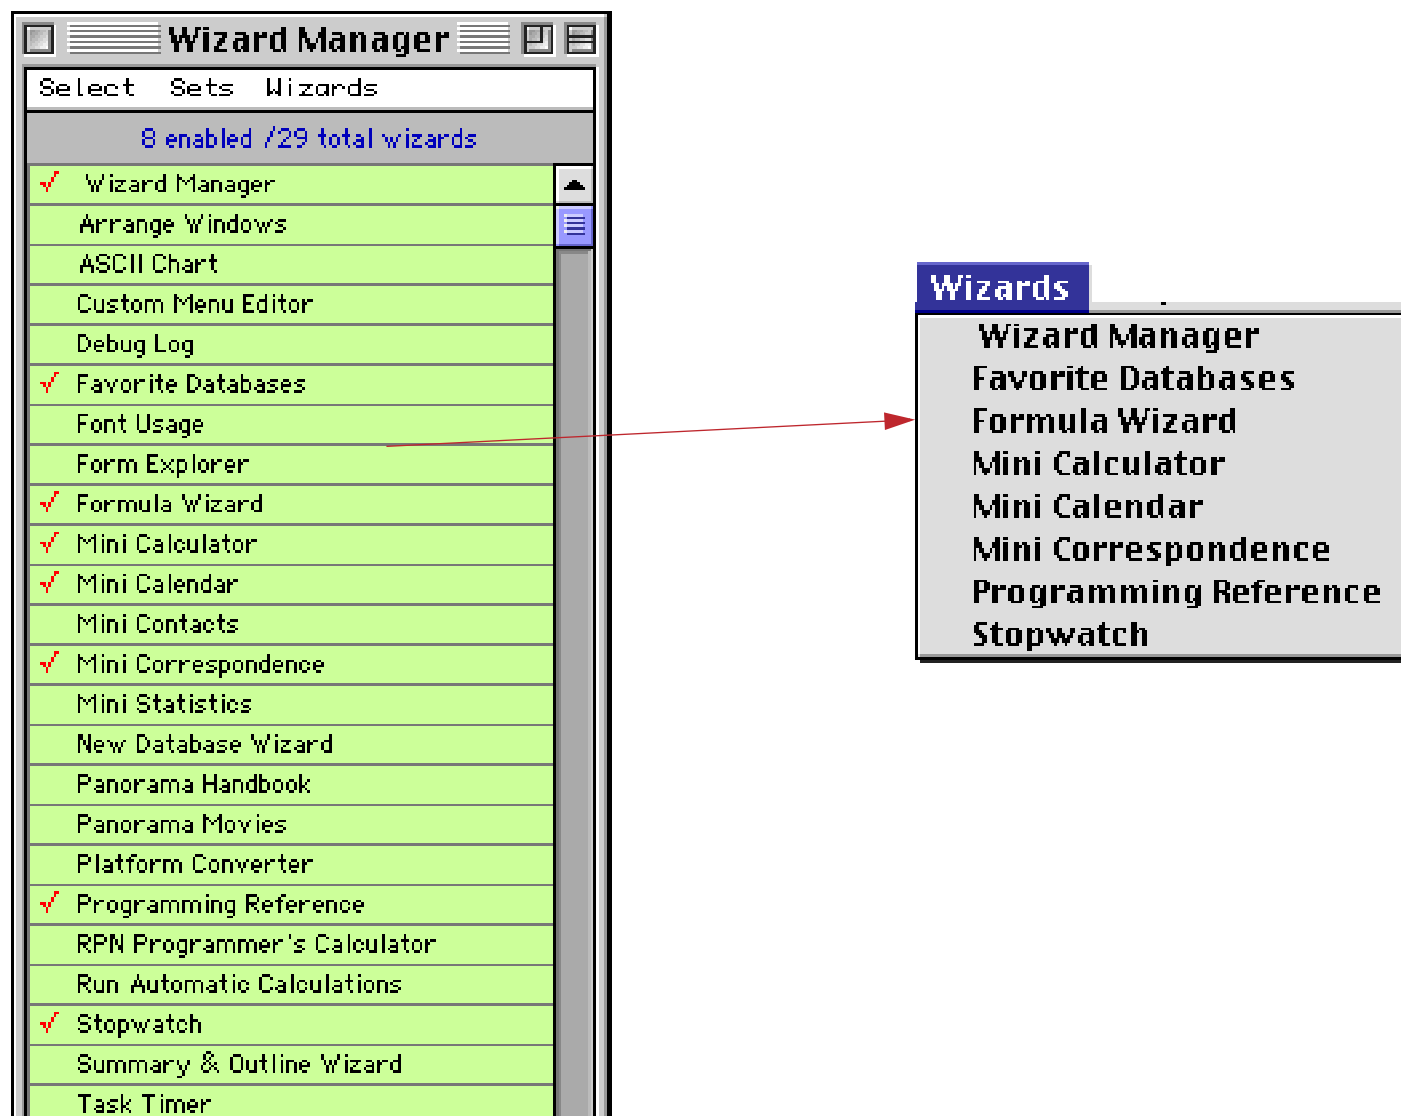 Wizard Manager
Select Sets Wizards
8 enabled /29 total wizards
√ Wizard Manager
Arrange Windows
ASCII Chart
Custom Menu Editor
Debug Log
√ Favorite Databases
Font Usage
Form Explorer
√ Formula Wizard
√ Mini Calculator
√ Mini Calendar
Mini Contacts
√ Mini Correspondence
Mini Statistics
New Database Wizard
Panorama Handbook
Panorama Movies
Platform Converter
√ Programming Reference
RPN Programmer's Calculator
Run Automatic Calculations
√ Stopwatch
Summary & Outline Wizard
Task Timer
Wizards
Wizard Manager
Favorite Databases
Formula Wizard
Mini Calculator
Mini Calendar
Mini Correspondence
Programming Reference
Stopwatch